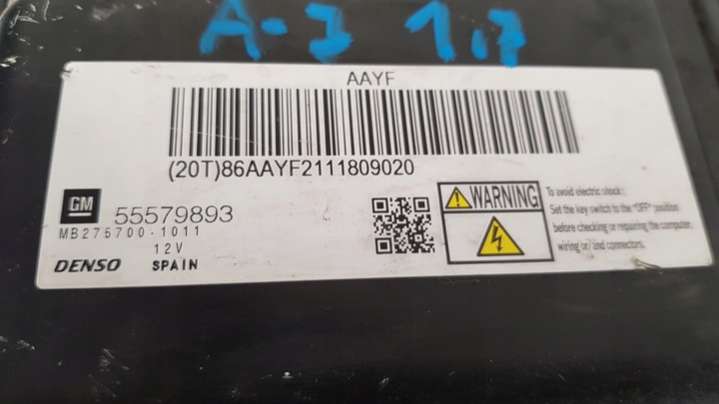 A-J 1,7
AAYF
(20T)86AAYF2111809020
GM
55579893
MB275700-1011
12V
DENSO SPAIN
WARNING
To avoid electric shock:
Set the key switch to the "OFF" position
before checking or repairing the computer,
wiring or/and connectors.